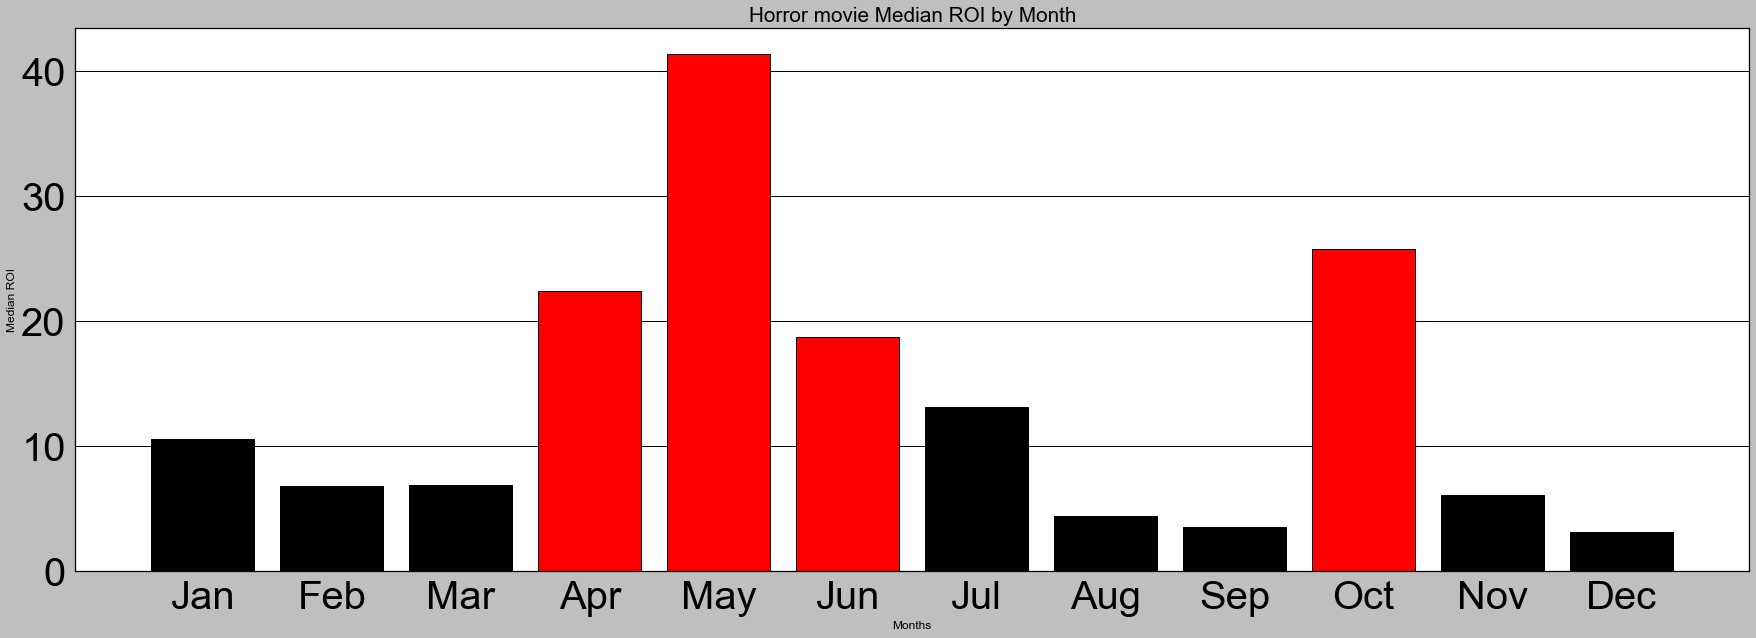 Horror movie Median ROI by Month
Median ROI
40
30
20
10
0
Jan Feb Mar Apr May Jun Jul Aug Sep Oct Nov Dec
Months